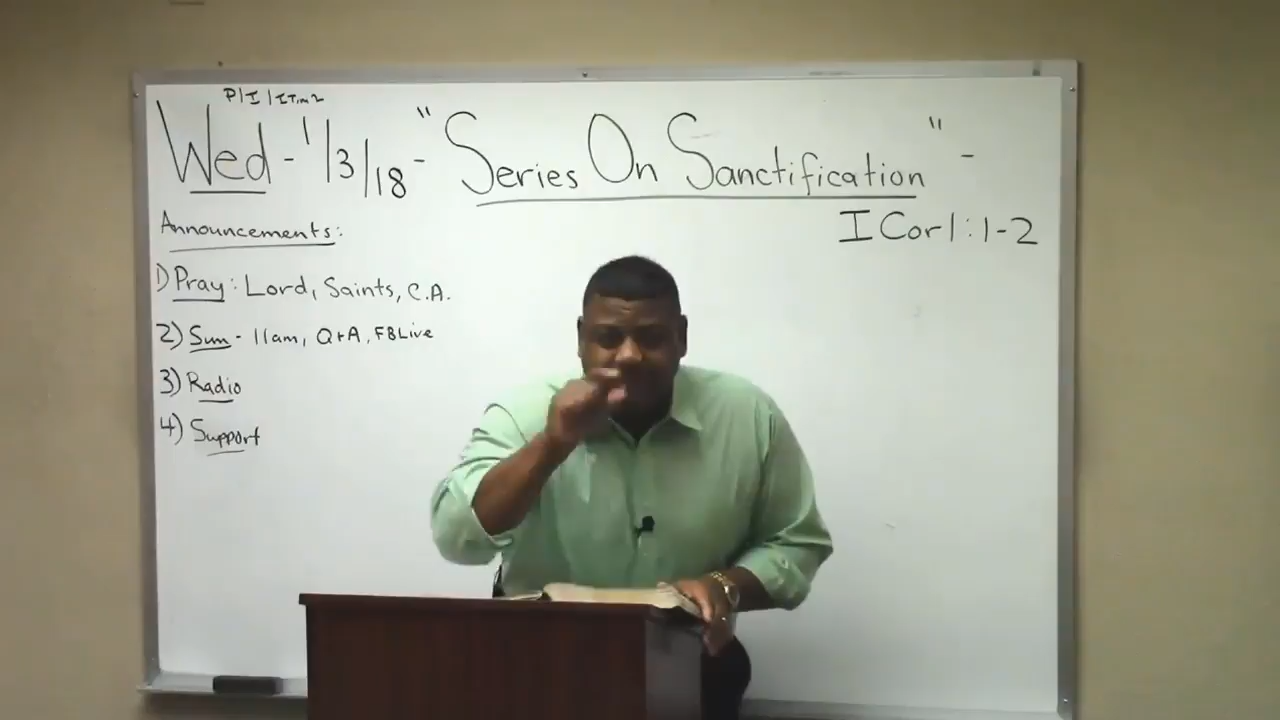 P/I/ITim2
Wed - 1/3/18 - "Series On Sanctification" -
I Cor 1:1-2
Announcements:
1) Pray: Lord, Saints, C.A.
2) Sun - 11am, Q+A, FBLive
3) Radio
4) Support